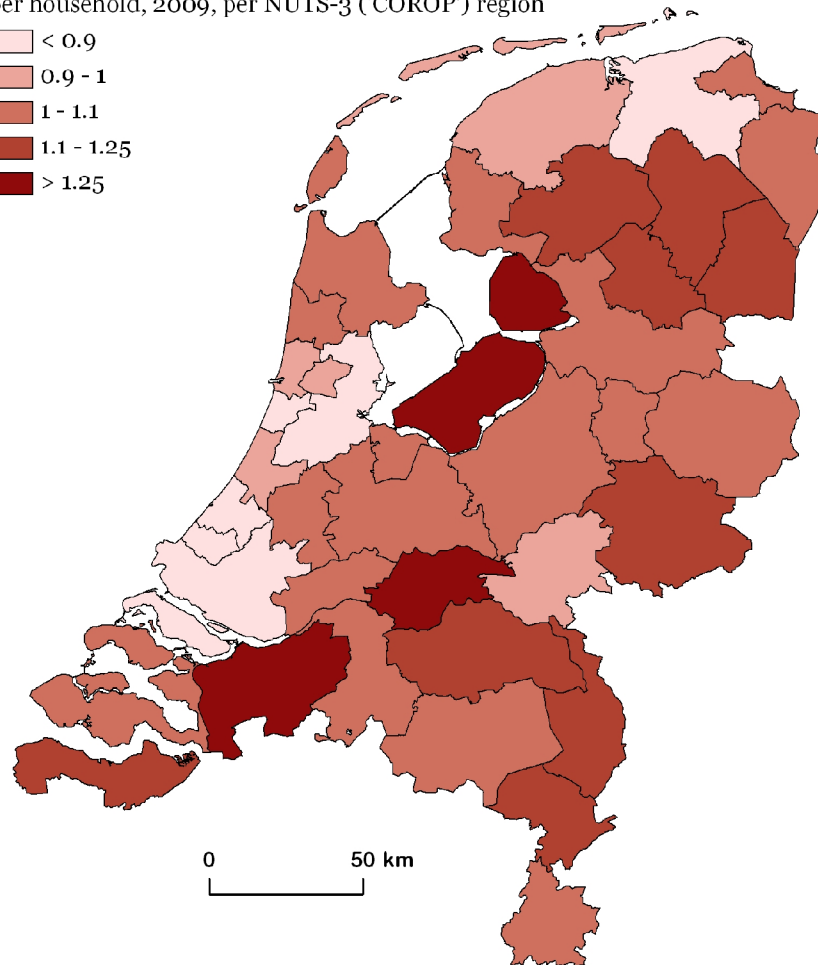 per household, 2009, per NUTS-3 ('COROP') region
< 0.9
0.9 - 1
1 - 1.1
1.1 - 1.25
> 1.25
0 50 km